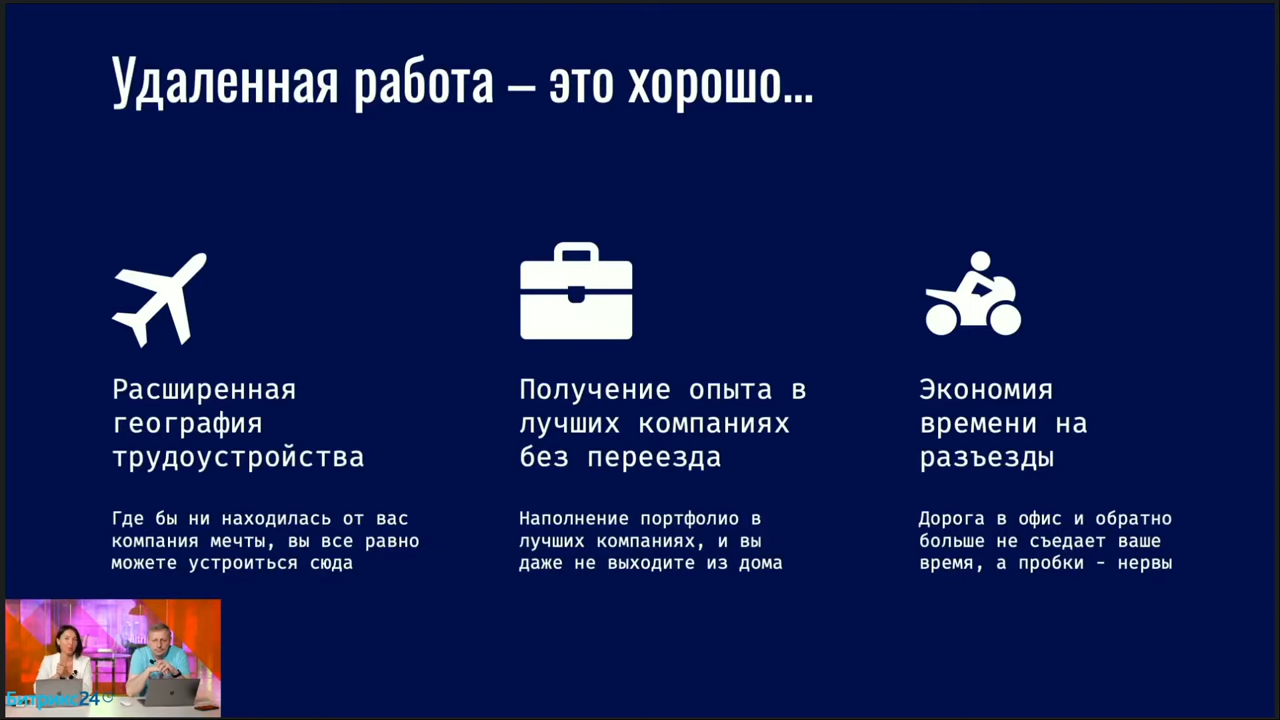 Удаленная работа – это хорошо...
Расширенная
география
трудоустройства
Где бы ни находилась от вас
компания мечты, вы все равно
можете устроиться сюда
Получение опыта в
лучших компаниях
без переезда
Наполнение портфолио в
лучших компаниях, и вы
даже не выходите из дома
Экономия
времени на
разъезды
Дорога в офис и обратно
больше не съедает ваше
время, а пробки - нервы
Битрикс24